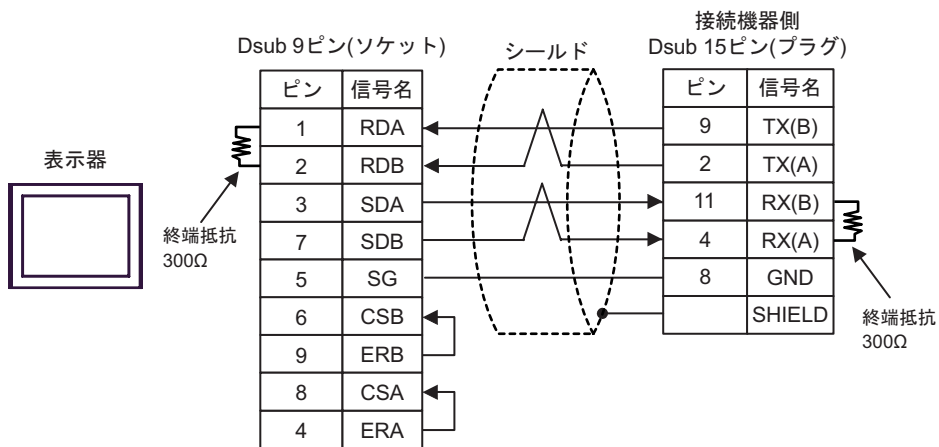 接続機器側
Dsub 9ピン(ソケット)
シールド
Dsub 15ピン(プラグ)
ピン 信号名
1 RDA
2 RDB
3 SDA
7 SDB
5 SG
6 CSB
9 ERB
8 CSA
4 ERA
ピン 信号名
9 TX(B)
2 TX(A)
11 RX(B)
4 RX(A)
8 GND
SHIELD
表示器
終端抵抗
300Ω
終端抵抗
300Ω